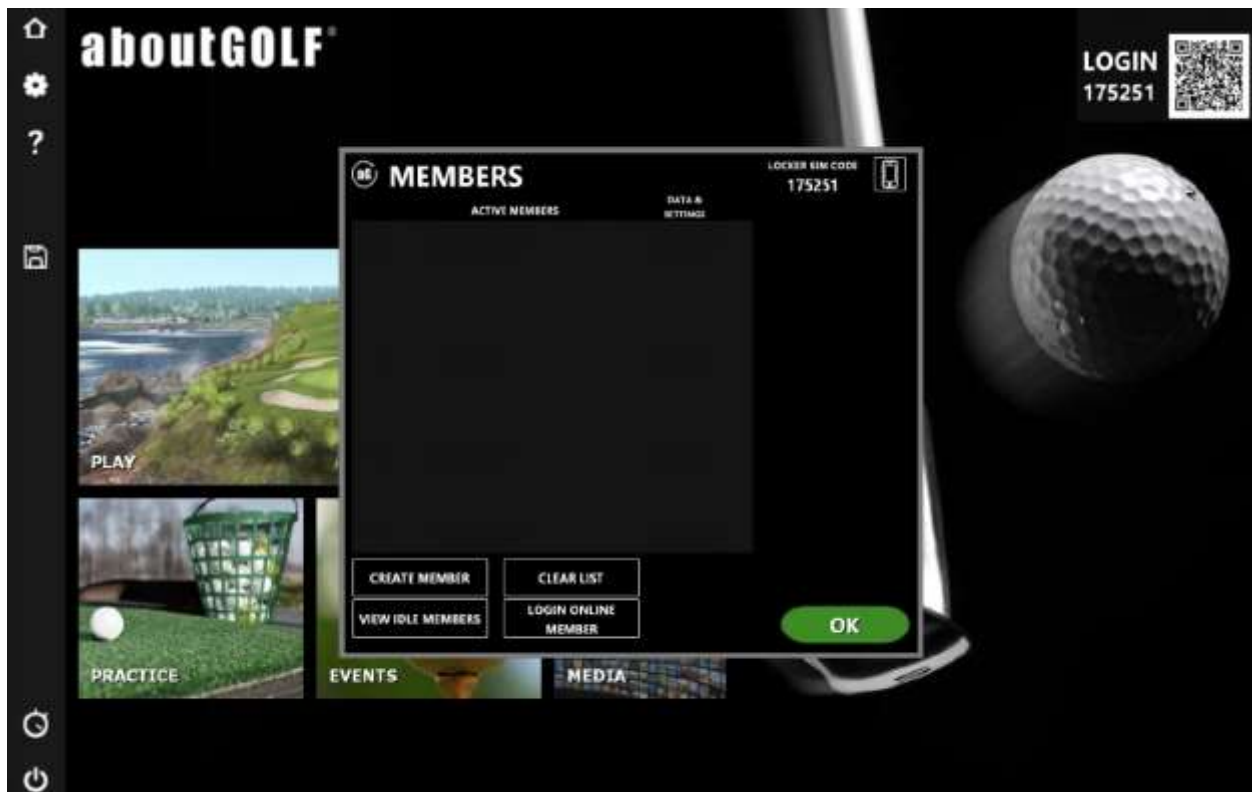 aboutGOLF®
LOGIN
175251
?
aG MEMBERS
LOCKER SIM CODE
175251
ACTIVE MEMBERS
DATA &
SETTINGS
PLAY
CREATE MEMBER
CLEAR LIST
VIEW IDLE MEMBERS
LOGIN ONLINE
MEMBER
OK
PRACTICE
EVENTS
MEDIA